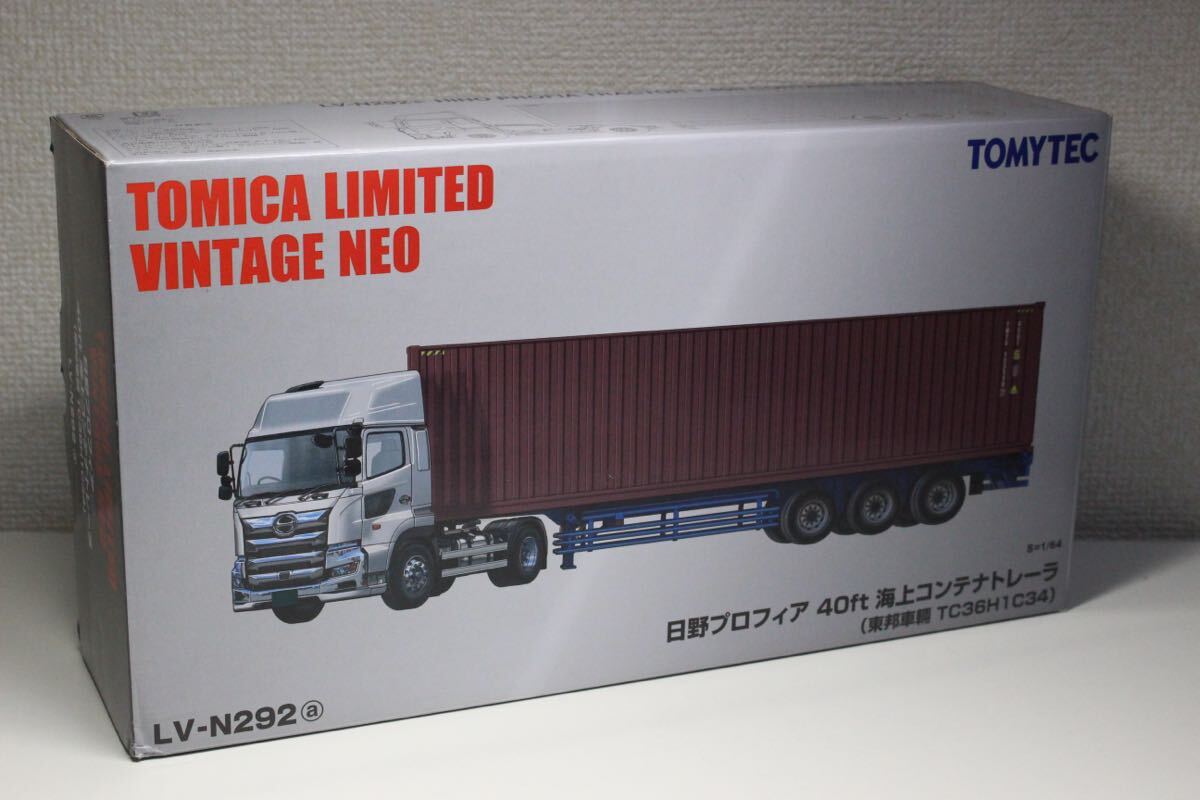 TOMICA LIMITED
VINTAGE NEO
TOMYTEC
S=1/64
日野プロフィア 40ft 海上コンテナトレーラ
(東邦車輛 TC36H1C34)
LV-N292ⓐ